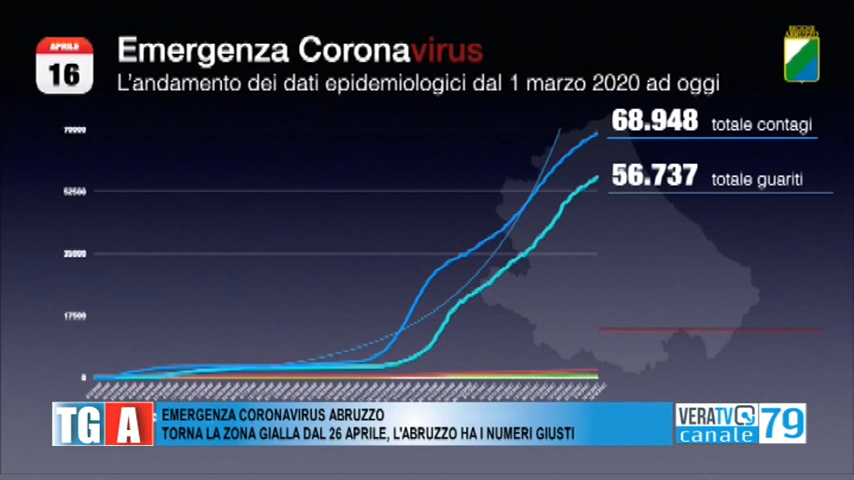 APRILE
16
Emergenza Coronavirus
L'andamento dei dati epidemiologici dal 1 marzo 2020 ad oggi
REGIONE
ABRUZZO
70000
68.948 totale contagi
52500
56.737 totale guariti
35000
17500
0
TG A
EMERGENZA CORONAVIRUS ABRUZZO
TORNA LA ZONA GIALLA DAL 26 APRILE, L'ABRUZZO HA I NUMERI GIUSTI
VERATV
canale 79